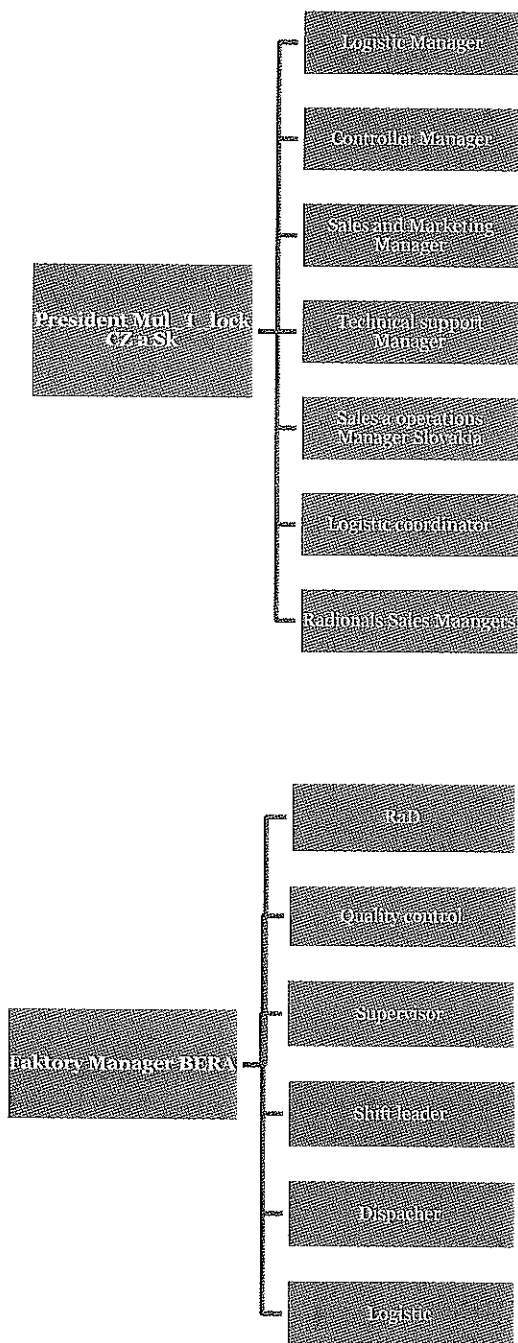 Logistic Manager
Controller Manager
Sales and Marketing
Manager
President Mul_T_lock
CZ a Sk
Technical support
Manager
Sales a operations
Manager Slovakia
Logistic coordinator
Radionals Sales Maangers
RaD
Quality control
Faktory Manager BERA
Supervisor
Shift leader
Dispacher
Logistic